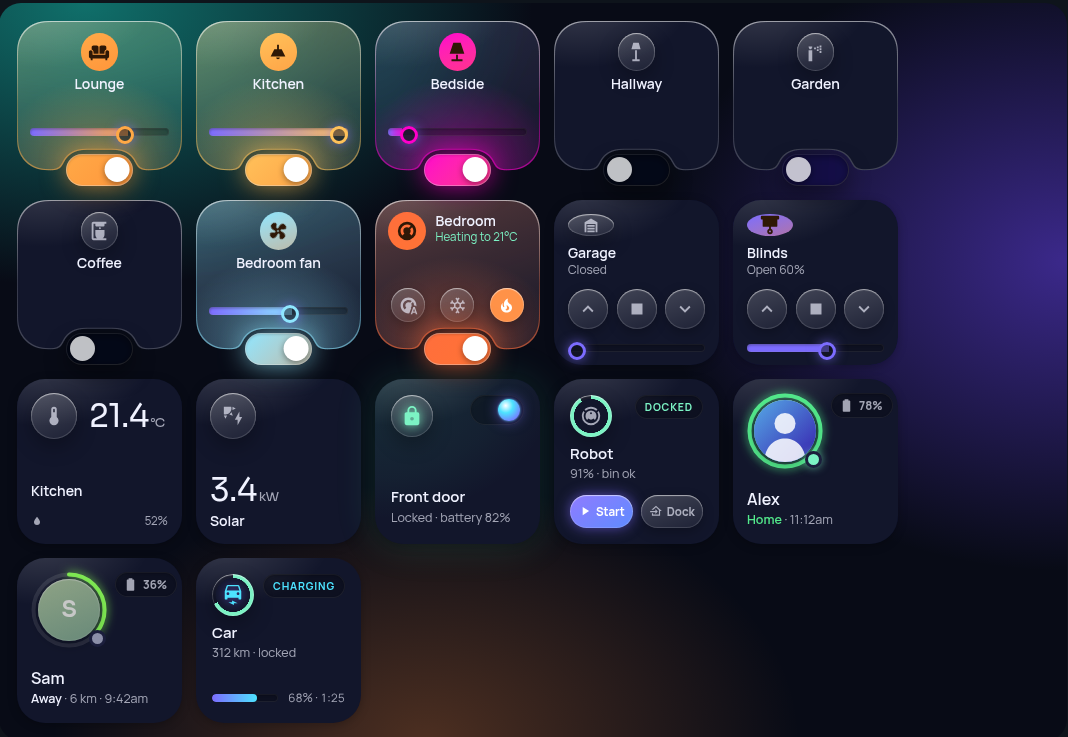 Lounge
Kitchen
Bedside
Hallway
Garden
Coffee
Bedroom fan
Bedroom
Heating to 21°C
A
Garage
Closed
Blinds
Open 60%
21.4°C
Kitchen
52%
3.4 kW
Solar
Front door
Locked · battery 82%
DOCKED
Robot
91% · bin ok
Start
Dock
78%
Alex
Home · 11:12am
36%
S
Sam
Away · 6 km · 9:42am
CHARGING
Car
312 km · locked
68% · 1:25